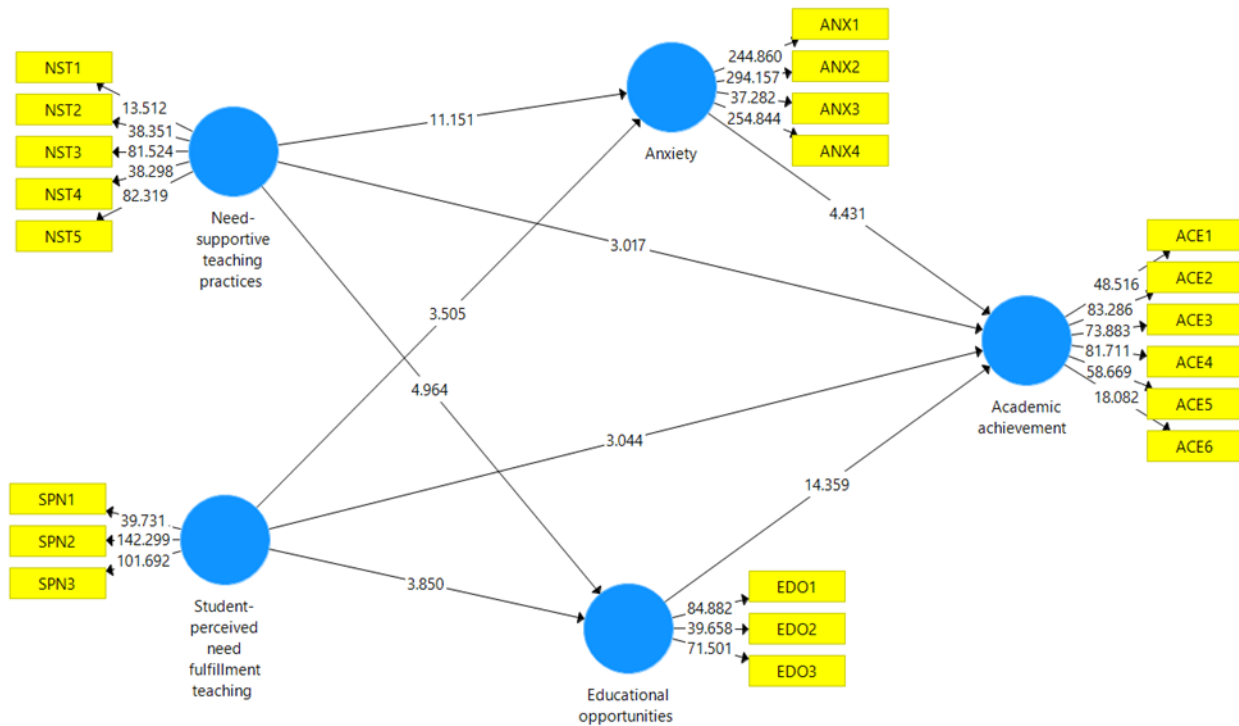 NST1
NST2
NST3
NST4
NST5
13.512
38.351
81.524
38.298
82.319
Need-
supportive
teaching
practices
ANX1
ANX2
ANX3
ANX4
244.860
294.157
37.282
254.844
Anxiety
11.151
4.431
3.017
3.505
4.964
3.044
14.359
3.850
ACE1
ACE2
ACE3
ACE4
ACE5
ACE6
48.516
83.286
73.883
81.711
58.669
18.082
Academic
achievement
SPN1
SPN2
SPN3
39.731
142.299
101.692
Student-
perceived
need
fulfillment
teaching
EDO1
EDO2
EDO3
84.882
39.658
71.501
Educational
opportunities